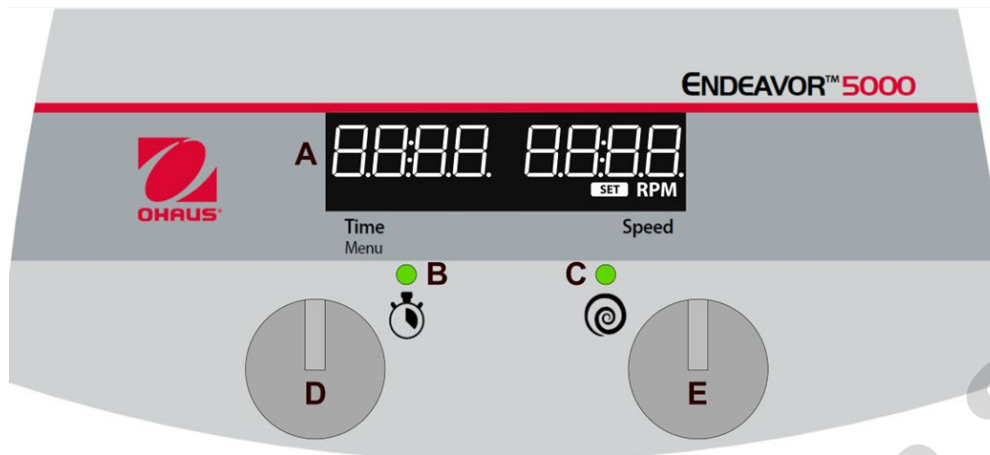 ENDEAVOR™5000
A 88:88 88:88.
SET RPM
OHAUS®
Time
Speed
Menu
B
C
D
E